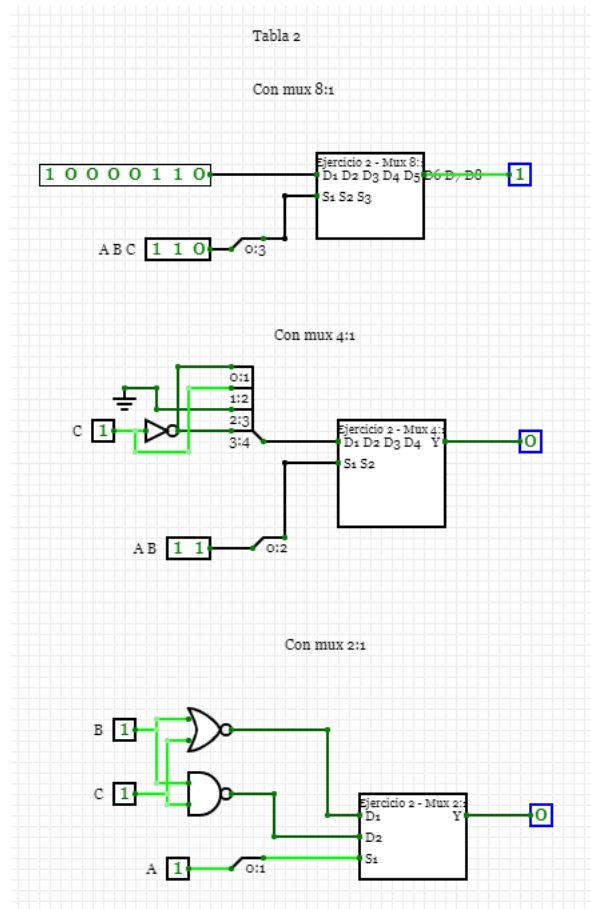 Tabla 2
Con mux 8:1
1 0 0 0 0 1 1 0
Ejercicio 2 - Mux 8:
D1 D2 D3 D4 D5 D6 D7 D8
1
S1 S2 S3
A B C
1 1 0
0:3
Con mux 4:1
0:1
1:2
2:3
3:4
C
1
Ejercicio 2 - Mux 4:
D1 D2 D3 D4
Y
0
S1 S2
A B
1 1
0:2
Con mux 2:1
B
1
C
1
Ejercicio 2 - Mux 2:
D1
Y
0
D2
S1
A
1
0:1